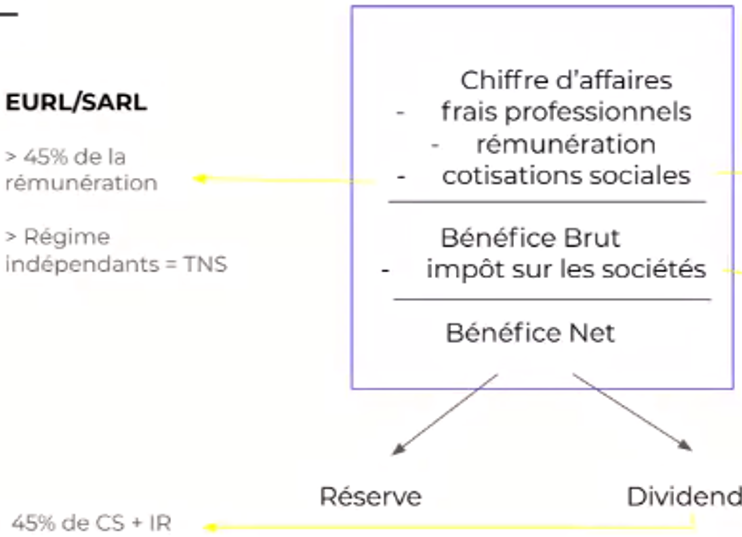 EURL/SARL
> 45% de la
rémunération
> Régime
indépendants = TNS
Chiffre d'affaires
- frais professionnels
- rémunération
- cotisations sociales
Bénéfice Brut
- impôt sur les sociétés
Bénéfice Net
Réserve
Dividend
45% de CS + IR